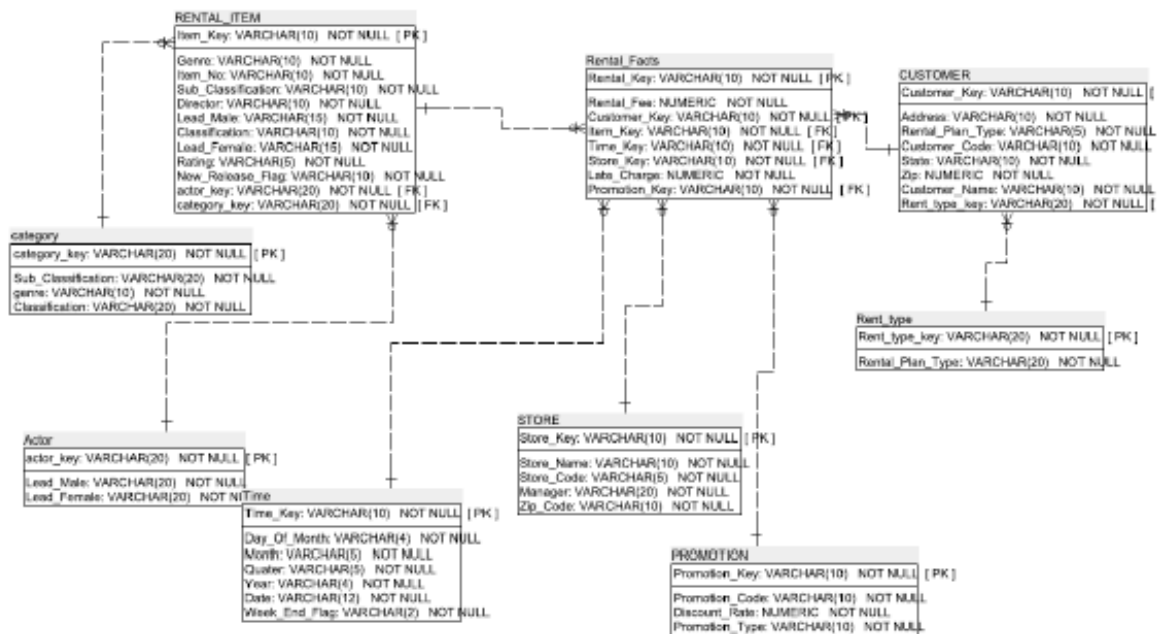 RENTAL_ITEM
Item_Key: VARCHAR(10) NOT NULL [ PK ]
Genre: VARCHAR(10) NOT NULL
Item_No: VARCHAR(10) NOT NULL
Sub_Classification: VARCHAR(10) NOT NULL
Director: VARCHAR(10) NOT NULL
Lead_Male: VARCHAR(15) NOT NULL
Classification: VARCHAR(10) NOT NULL
Lead_Female: VARCHAR(15) NOT NULL
Rating: VARCHAR(5) NOT NULL
New_Release_Flag: VARCHAR(10) NOT NULL
actor_key: VARCHAR(20) NOT NULL [ FK ]
category_key: VARCHAR(20) NOT NULL [ FK ]
Rental_Facts
Rental_Key: VARCHAR(10) NOT NULL [ PK ]
Rental_Fee: NUMERIC NOT NULL
Customer_Key: VARCHAR(10) NOT NULL [ FK ]
Item_Key: VARCHAR(10) NOT NULL [ FK ]
Time_Key: VARCHAR(10) NOT NULL [ FK ]
Store_Key: VARCHAR(10) NOT NULL [ FK ]
Late_Charge: NUMERIC NOT NULL
Promotion_Key: VARCHAR(10) NOT NULL [ FK ]
CUSTOMER
Customer_Key: VARCHAR(10) NOT NULL [
Address: VARCHAR(10) NOT NULL
Rental_Plan_Type: VARCHAR(5) NOT NULL
Customer_Code: VARCHAR(10) NOT NULL
State: VARCHAR(10) NOT NULL
Zip: NUMERIC NOT NULL
Customer_Name: VARCHAR(10) NOT NULL
Rent_type_key: VARCHAR(20) NOT NULL [
category
category_key: VARCHAR(20) NOT NULL [ PK ]
Sub_Classification: VARCHAR(20) NOT NULL
genre: VARCHAR(10) NOT NULL
Classification: VARCHAR(20) NOT NULL
Rent_type
Rent_type_key: VARCHAR(20) NOT NULL [ PK ]
Rental_Plan_Type: VARCHAR(20) NOT NULL
Actor
actor_key: VARCHAR(20) NOT NULL [ PK ]
Lead_Male: VARCHAR(20) NOT NULL
Lead_Female: VARCHAR(20) NOT
Time
Time_Key: VARCHAR(10) NOT NULL [ PK ]
Day_Of_Month: VARCHAR(4) NOT NULL
Month: VARCHAR(5) NOT NULL
Quater: VARCHAR(5) NOT NULL
Year: VARCHAR(4) NOT NULL
Date: VARCHAR(12) NOT NULL
Week_End_Flag: VARCHAR(2) NOT NULL
STORE
Store_Key: VARCHAR(10) NOT NULL [ PK ]
Store_Name: VARCHAR(10) NOT NULL
Store_Code: VARCHAR(5) NOT NULL
Manager: VARCHAR(20) NOT NULL
Zip_Code: VARCHAR(10) NOT NULL
PROMOTION
Promotion_Key: VARCHAR(10) NOT NULL [ PK ]
Promotion_Code: VARCHAR(10) NOT NULL
Discount_Rate: NUMERIC NOT NULL
Promotion_Type: VARCHAR(10) NOT NULL